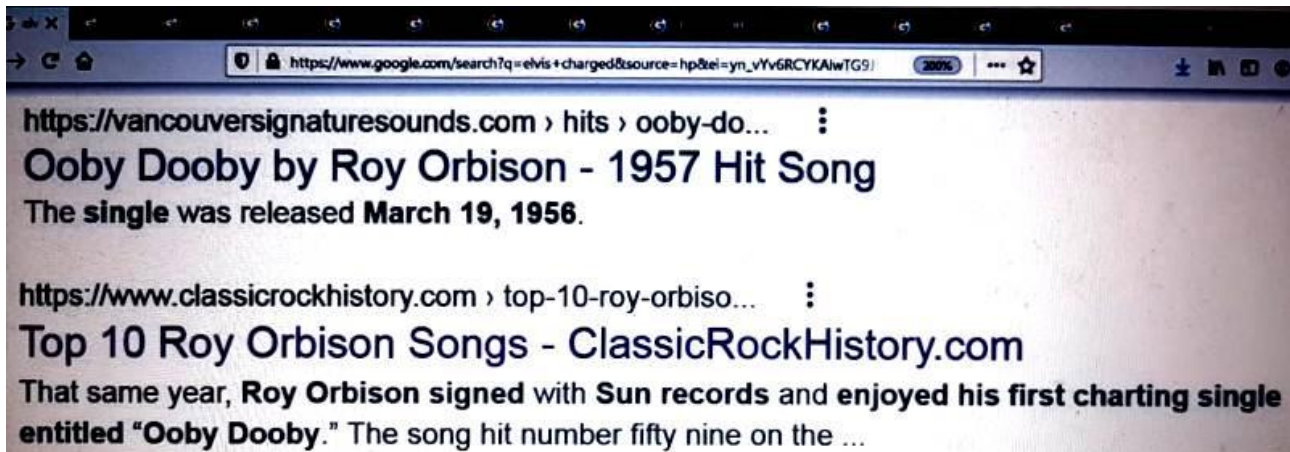 https://www.google.com/search?q=elvis+charged&source=hp&ei=yn_vYv6RCYKAlwTG9J
200%
https://vancouversignaturesounds.com › hits › ooby-do...
Ooby Dooby by Roy Orbison - 1957 Hit Song
The single was released March 19, 1956.
https://www.classicrockhistory.com › top-10-roy-orbiso...
Top 10 Roy Orbison Songs - ClassicRockHistory.com
That same year, Roy Orbison signed with Sun records and enjoyed his first charting single
entitled “Ooby Dooby.” The song hit number fifty nine on the ...